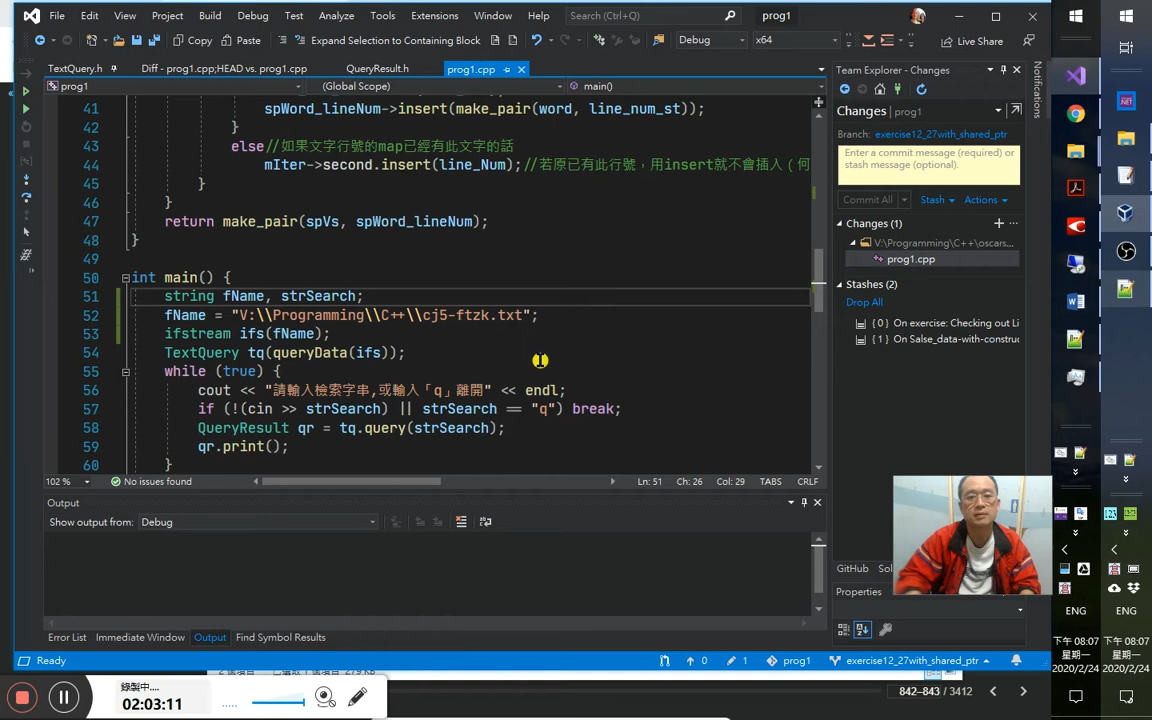 File Edit View Project Build Debug Test Analyze Tools Extensions Window Help Search (Ctrl+Q) prog1
Copy Paste Expand Selection to Containing Block Debug x64 Live Share
TextQuery.h Diff - prog1.cpp;HEAD vs. prog1.cpp QueryResult.h prog1.cpp
prog1 (Global Scope) main()
41 spWord_lineNum->insert(make_pair(word, line_num_st));
42 }
43 else//如果文字行號的map已經有此文字的話
44 mIter->second.insert(line_Num);//若原已有此行號，用insert就不會插入（何
45 }
46 }
47 return make_pair(spVs, spWord_lineNum);
48 }
49
50 int main() {
51 string fName, strSearch;
52 fName = "V:\\Programming\\C++\\cj5-ftzk.txt";
53 ifstream ifs(fName);
54 TextQuery tq(queryData(ifs));
55 while (true) {
56 cout << "請輸入檢索字串,或輸入「q」離開" << endl;
57 if (!(cin >> strSearch) || strSearch == "q") break;
58 QueryResult qr = tq.query(strSearch);
59 qr.print();
60 }
102 % No issues found Ln: 51 Ch: 26 Col: 29 TABS CRLF
Output
Show output from: Debug
Error List Immediate Window Output Find Symbol Results
Ready 0 1 prog1 exercise12_27with_shared_ptr
Team Explorer - Changes
Changes prog1
Branch: exercise12_27with_shared_ptr
Enter a commit message (required) or
stash message (optional).
Commit All Stash Actions
Changes (1)
V:\Programming\C++\oscars...
prog1.cpp
Stashes (2)
Drop All
{0} On exercise: Checking out Li
{1} On Salse_data-with-constru
GitHub Sol
Properties
Notifications
錄製中....
02:03:11
842–843 / 3412
.NET
ENG ENG
下午 08:07 下午 08:07
星期一 星期一
2020/2/24 2020/2/24